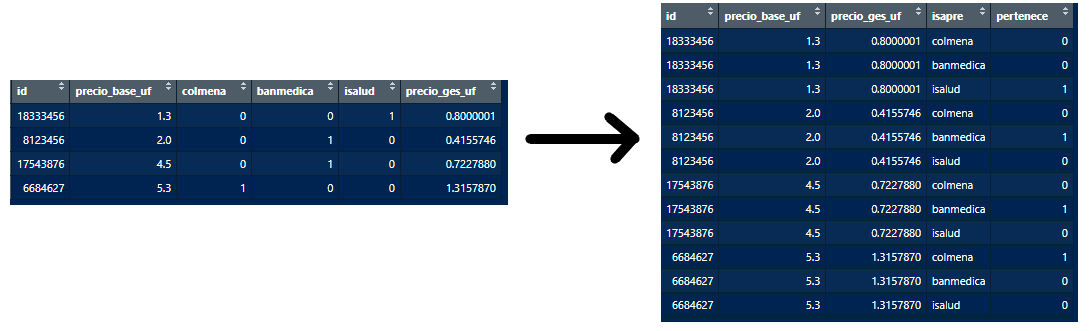 id precio_base_uf colmena banmedica isalud precio_ges_uf
18333456 1.3 0 0 1 0.8000001
8123456 2.0 0 1 0 0.4155746
17543876 4.5 0 1 0 0.7227880
6684627 5.3 1 0 0 1.3157870
id precio_base_uf precio_ges_uf isapre pertenece
18333456 1.3 0.8000001 colmena 0
18333456 1.3 0.8000001 banmedica 0
18333456 1.3 0.8000001 isalud 1
8123456 2.0 0.4155746 colmena 0
8123456 2.0 0.4155746 banmedica 1
8123456 2.0 0.4155746 isalud 0
17543876 4.5 0.7227880 colmena 0
17543876 4.5 0.7227880 banmedica 1
17543876 4.5 0.7227880 isalud 0
6684627 5.3 1.3157870 colmena 1
6684627 5.3 1.3157870 banmedica 0
6684627 5.3 1.3157870 isalud 0